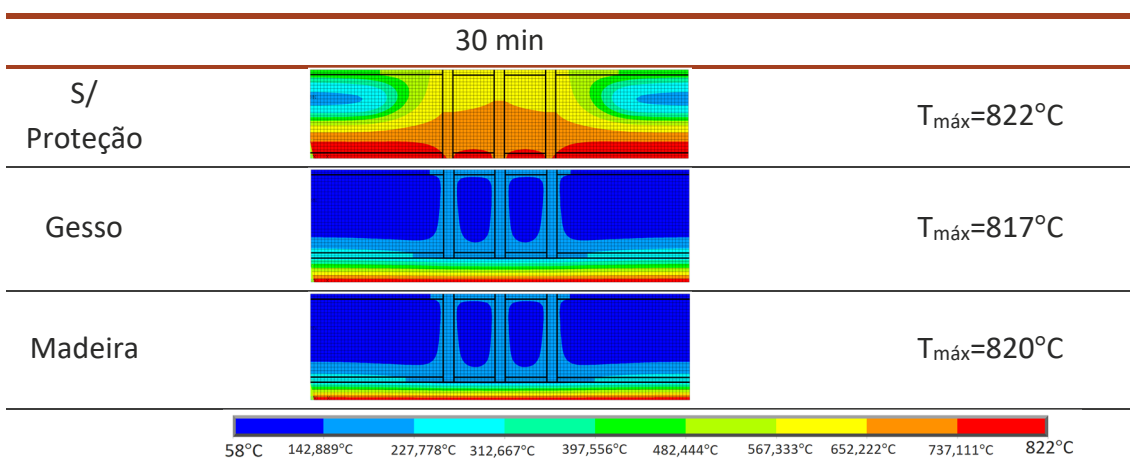 30 min
S/
Proteção
Tmáx=822°C
Gesso
Tmáx=817°C
Madeira
Tmáx=820°C
58°C 142,889°C 227,778°C 312,667°C 397,556°C 482,444°C 567,333°C 652,222°C 737,111°C 822°C